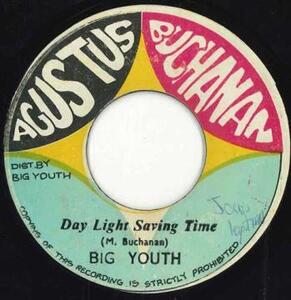 AGUSTUS
BUCHANAN
DIST. BY
BIG YOUTH
Day Light Saving Time
(M. Buchanan)
BIG YOUTH
COPYING OF THIS RECORDING IS STRICTLY PROHIBITED